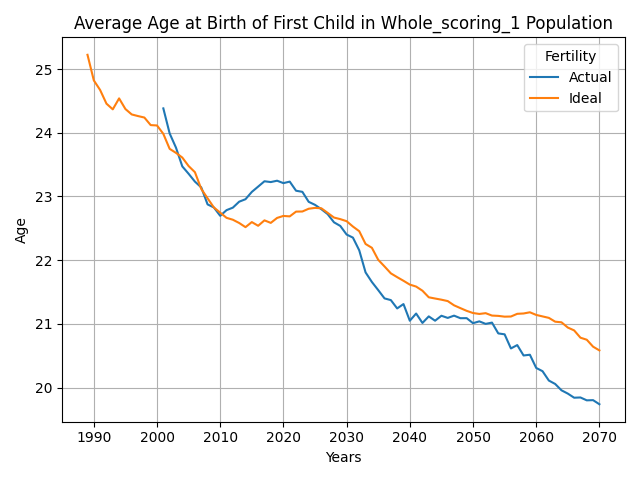 Average Age at Birth of First Child in Whole_scoring_1 Population
Fertility
Actual
Ideal
Age
25
24
23
22
21
20
1990 2000 2010 2020 2030 2040 2050 2060 2070
Years